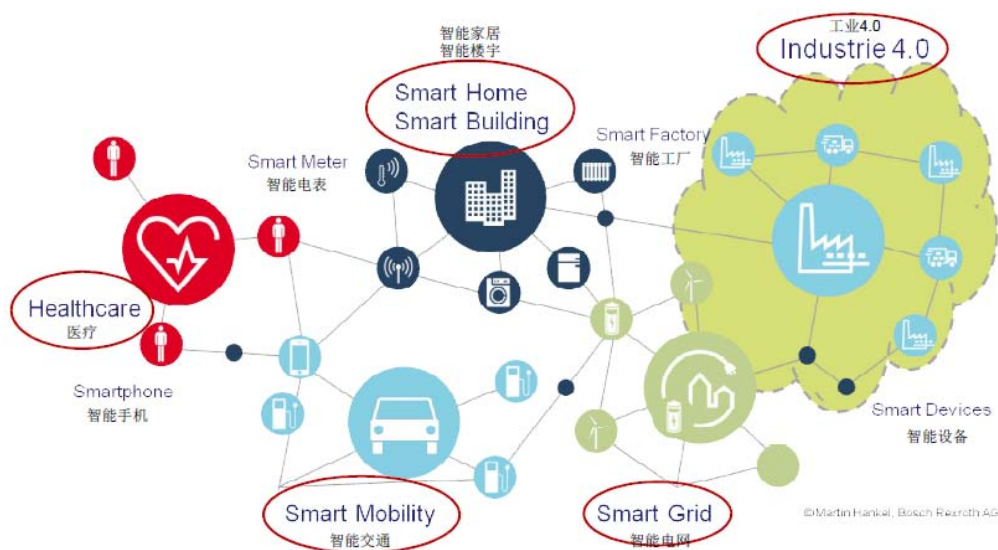 智能家居
智能楼宇
工业4.0
Industrie 4.0
Smart Home
Smart Building
Smart Factory
智能工厂
Smart Meter
智能电表
Healthcare
医疗
Smartphone
智能手机
Smart Devices
智能设备
Smart Mobility
智能交通
Smart Grid
智能电网
©Martin Hankel, Bosch Rexroth AG